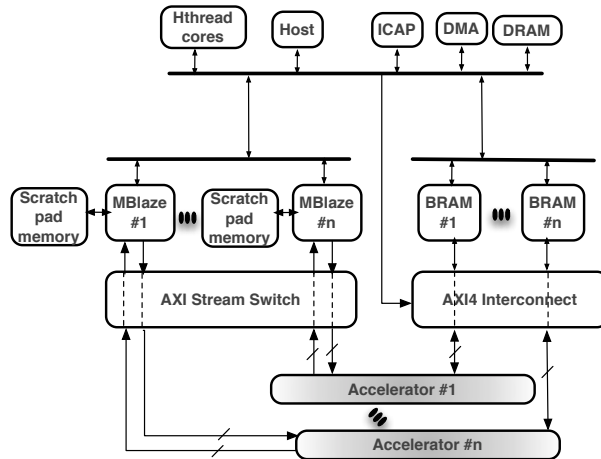 Hthread
cores
Host
ICAP
DMA
DRAM
Scratch
pad
memory
MBlaze
#1
Scratch
pad
memory
MBlaze
#n
BRAM
#1
BRAM
#n
AXI Stream Switch
AXI4 Interconnect
Accelerator #1
Accelerator #n